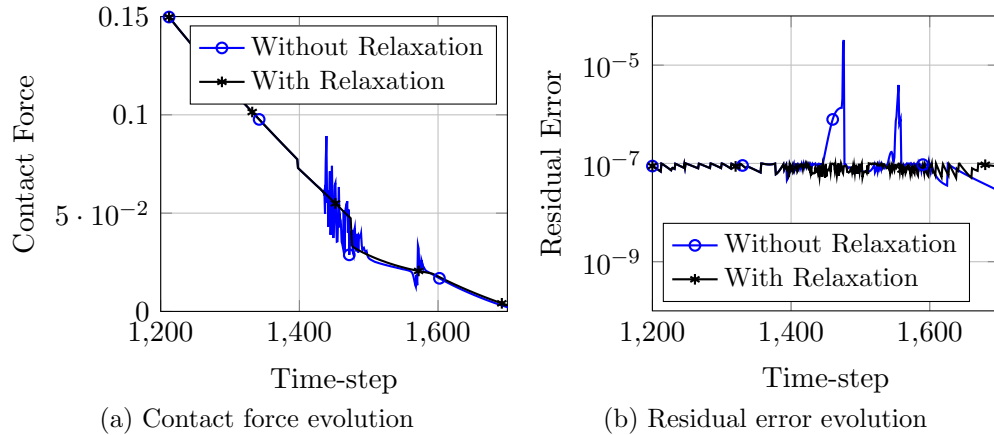 0.15
0.1
5 · 10⁻²
0
Contact Force
Without Relaxation
With Relaxation
1,200
1,400
1,600
Time-step
(a) Contact force evolution
10⁻⁵
10⁻⁷
10⁻⁹
Residual Error
Without Relaxation
With Relaxation
1,200
1,400
1,600
Time-step
(b) Residual error evolution